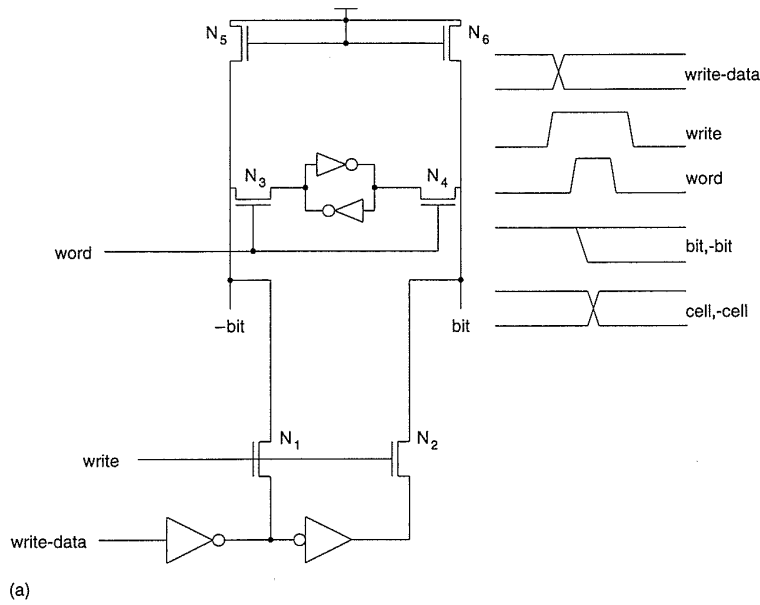 N5
N6
write-data
write
N3
N4
word
word
bit,-bit
cell,-cell
-bit
bit
N1
N2
write
write-data
(a)